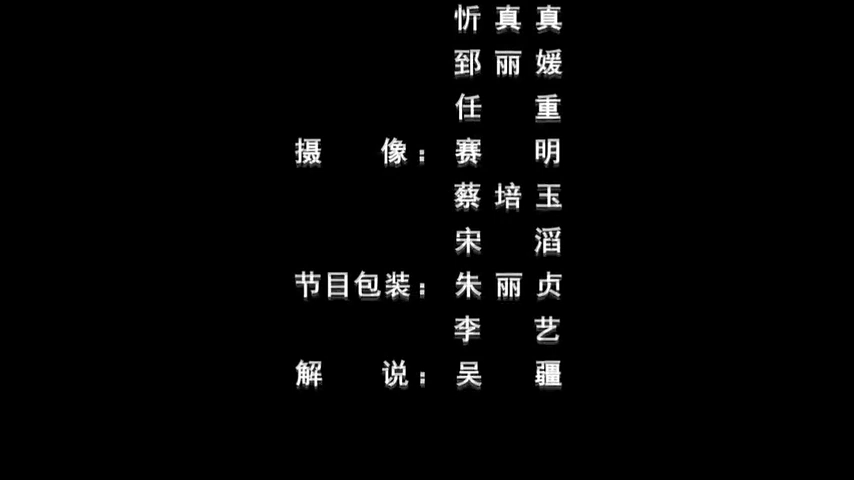 忻真真
郅丽媛
任重
摄像：赛明
蔡培玉
宋滔
节目包装：朱丽贞
李艺
解说：吴疆